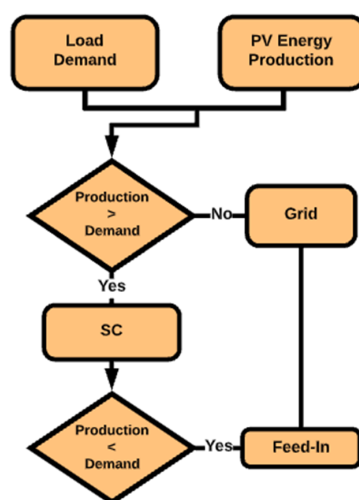 Load
Demand
PV Energy
Production
Production
>
Demand
No
Grid
Yes
SC
Production
<
Demand
Yes
Feed-In